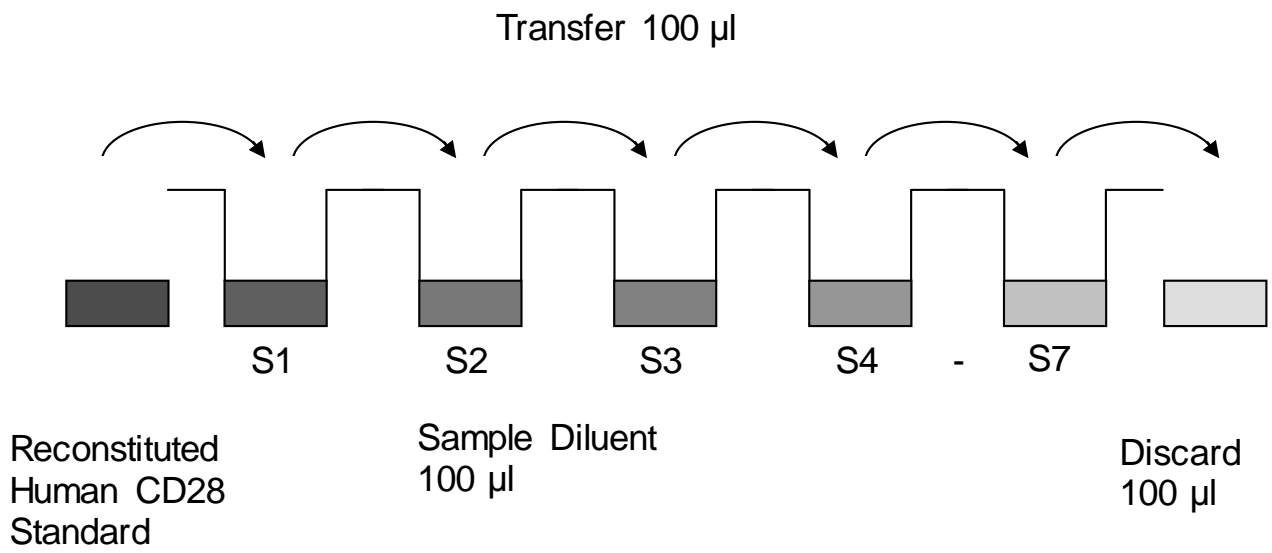 Transfer 100 µl
S1 S2 S3 S4 - S7
Reconstituted
Human CD28
Standard
Sample Diluent
100 µl
Discard
100 µl